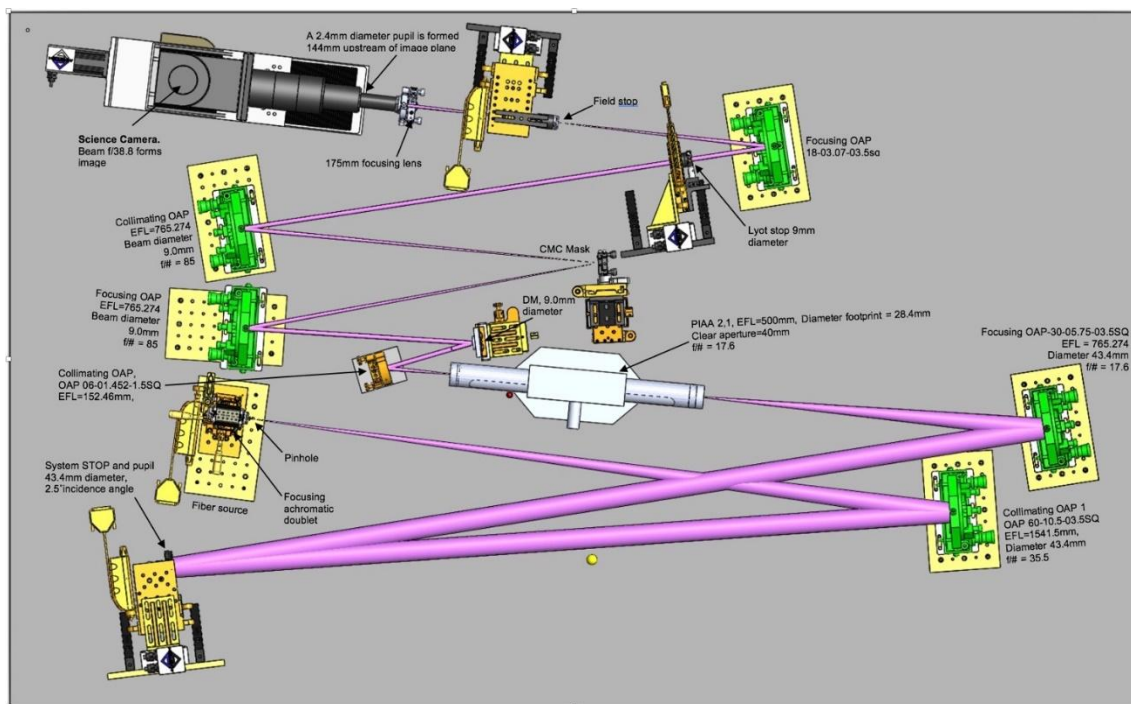 A 2.4mm diameter pupil is formed
144mm upstream of image plane
Field stop
Science Camera.
Beam f/38.8 forms
image
175mm focusing lens
Focusing OAP
18-03.07-03.5sq
Collimating OAP
EFL=765.274
Beam diameter
9.0mm
f/# = 85
Lyot stop 9mm
diameter
CMC Mask
Focusing OAP
EFL=765.274
Beam diameter
9.0mm
f/# = 85
DM, 9.0mm
diameter
PIAA 2,1, EFL=500mm, Diameter footprint = 28.4mm
Clear aperture=40mm
f/# = 17.6
Focusing OAP-30-05.75-03.5SQ
EFL = 765.274
Diameter 43.4mm
f/# = 17.6
Collimating OAP,
OAP 06-01.452-1.5SQ
EFL=152.46mm,
Pinhole
System STOP and pupil
43.4mm diameter,
2.5°incidence angle
Fiber source
Focusing
achromatic
doublet
Collimating OAP 1
OAP 60-10.5-03.5SQ
EFL=1541.5mm,
Diameter 43.4mm
f/# = 35.5